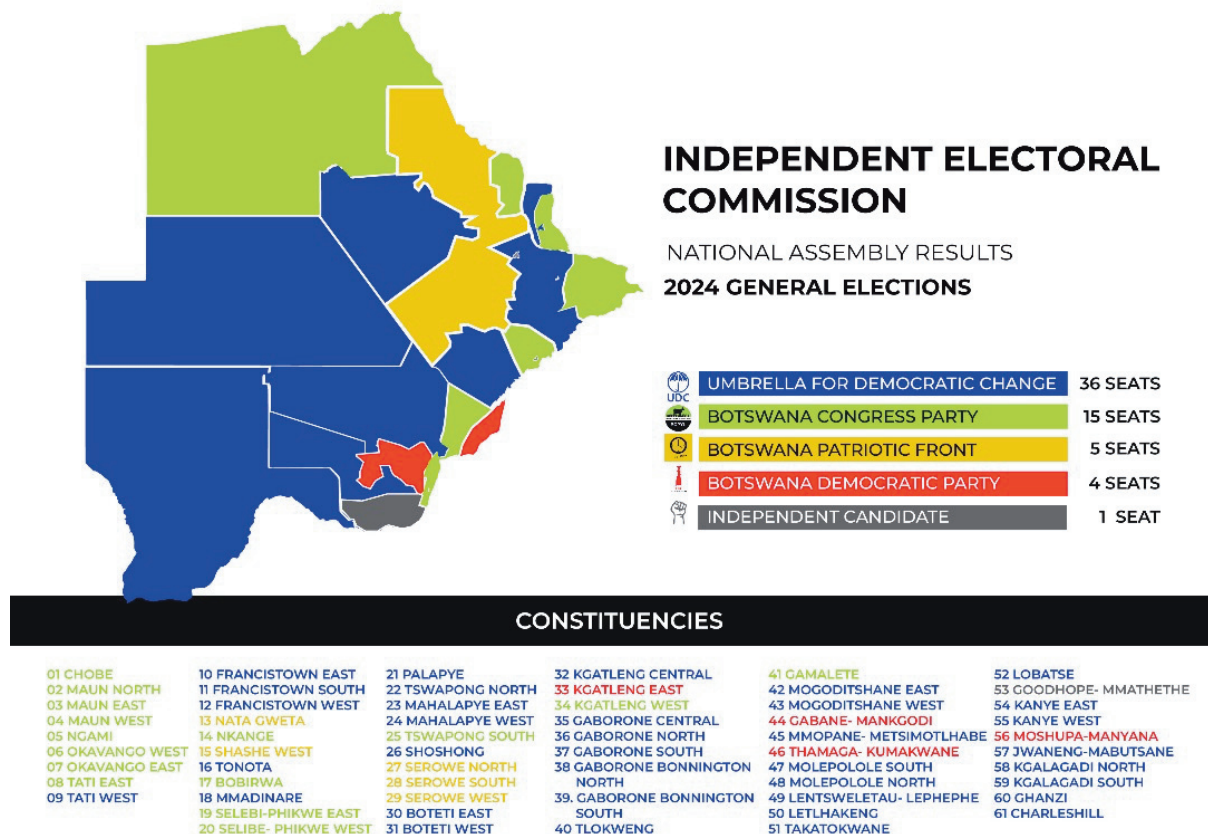 INDEPENDENT ELECTORAL
COMMISSION
NATIONAL ASSEMBLY RESULTS
2024 GENERAL ELECTIONS
UDC
UMBRELLA FOR DEMOCRATIC CHANGE 36 SEATS
BOTSWANA CONGRESS PARTY 15 SEATS
BOTSWANA PATRIOTIC FRONT 5 SEATS
BOTSWANA DEMOCRATIC PARTY 4 SEATS
INDEPENDENT CANDIDATE 1 SEAT
CONSTITUENCIES
01 CHOBE
02 MAUN NORTH
03 MAUN EAST
04 MAUN WEST
05 NGAMI
06 OKAVANGO WEST
07 OKAVANGO EAST
08 TATI EAST
09 TATI WEST
10 FRANCISTOWN EAST
11 FRANCISTOWN SOUTH
12 FRANCISTOWN WEST
13 NATA GWETA
14 NKANGE
15 SHASHE WEST
16 TONOTA
17 BOBIRWA
18 MMADINARE
19 SELEBI-PHIKWE EAST
20 SELIBE- PHIKWE WEST
21 PALAPYE
22 TSWAPONG NORTH
23 MAHALAPYE EAST
24 MAHALAPYE WEST
25 TSWAPONG SOUTH
26 SHOSHONG
27 SEROWE NORTH
28 SEROWE SOUTH
29 SEROWE WEST
30 BOTETI EAST
31 BOTETI WEST
32 KGATLENG CENTRAL
33 KGATLENG EAST
34 KGATLENG WEST
35 GABORONE CENTRAL
36 GABORONE NORTH
37 GABORONE SOUTH
38 GABORONE BONNINGTON
NORTH
39. GABORONE BONNINGTON
SOUTH
40 TLOKWENG
41 GAMALETE
42 MOGODITSHANE EAST
43 MOGODITSHANE WEST
44 GABANE- MANKGODI
45 MMOPANE- METSIMOTLHABE
46 THAMAGA- KUMAKWANE
47 MOLEPOLOLE SOUTH
48 MOLEPOLOLE NORTH
49 LENTSWELETAU- LEPHEPHE
50 LETLHAKENG
51 TAKATOKWANE
52 LOBATSE
53 GOODHOPE- MMATHETHE
54 KANYE EAST
55 KANYE WEST
56 MOSHUPA-MANYANA
57 JWANENG-MABUTSANE
58 KGALAGADI NORTH
59 KGALAGADI SOUTH
60 GHANZI
61 CHARLESHILL